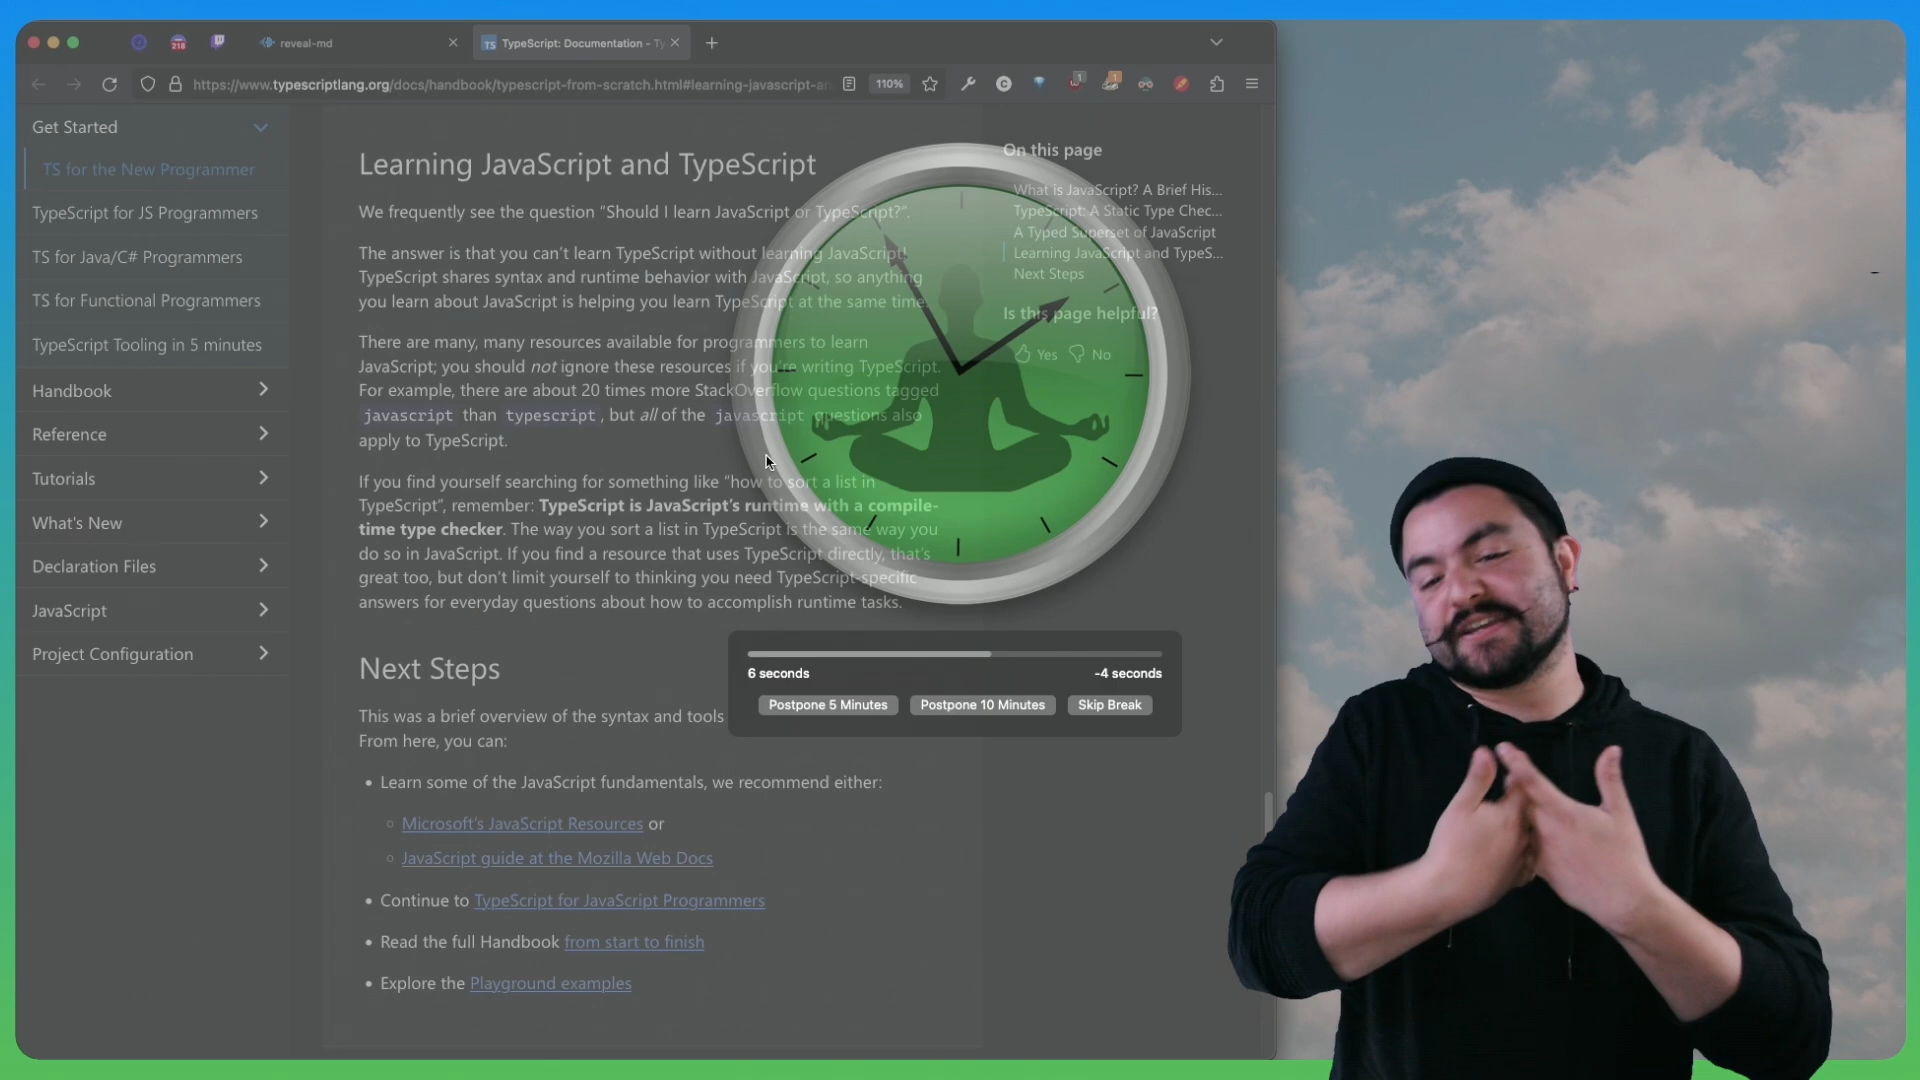 reveal-md
TS TypeScript: Documentation - Ty
218
https://www.typescriptlang.org/docs/handbook/typescript-from-scratch.html#learning-javascript-an
110%
C
1
1
Get Started
TS for the New Programmer
TypeScript for JS Programmers
TS for Java/C# Programmers
TS for Functional Programmers
TypeScript Tooling in 5 minutes
Handbook
Reference
Tutorials
What's New
Declaration Files
JavaScript
Project Configuration
Learning JavaScript and TypeScript
We frequently see the question “Should I learn JavaScript or TypeScript?“.
The answer is that you can’t learn TypeScript without learning JavaScript!
TypeScript shares syntax and runtime behavior with JavaScript, so anything
you learn about JavaScript is helping you learn TypeScript at the same time.
There are many, many resources available for programmers to learn
JavaScript; you should not ignore these resources if you’re writing TypeScript.
For example, there are about 20 times more StackOverflow questions tagged
javascript than typescript, but all of the javascript questions also
apply to TypeScript.
If you find yourself searching for something like “how to sort a list in
TypeScript”, remember: TypeScript is JavaScript’s runtime with a compile-
time type checker. The way you sort a list in TypeScript is the same way you
do so in JavaScript. If you find a resource that uses TypeScript directly, that’s
great too, but don’t limit yourself to thinking you need TypeScript-specific
answers for everyday questions about how to accomplish runtime tasks.
Next Steps
This was a brief overview of the syntax and tools
From here, you can:
• Learn some of the JavaScript fundamentals, we recommend either:
○ Microsoft’s JavaScript Resources or
○ JavaScript guide at the Mozilla Web Docs
• Continue to TypeScript for JavaScript Programmers
• Read the full Handbook from start to finish
• Explore the Playground examples
On this page
What is JavaScript? A Brief His...
TypeScript: A Static Type Chec...
A Typed Superset of JavaScript
Learning JavaScript and TypeS...
Next Steps
Is this page helpful?
Yes No
6 seconds -4 seconds
Postpone 5 Minutes Postpone 10 Minutes Skip Break